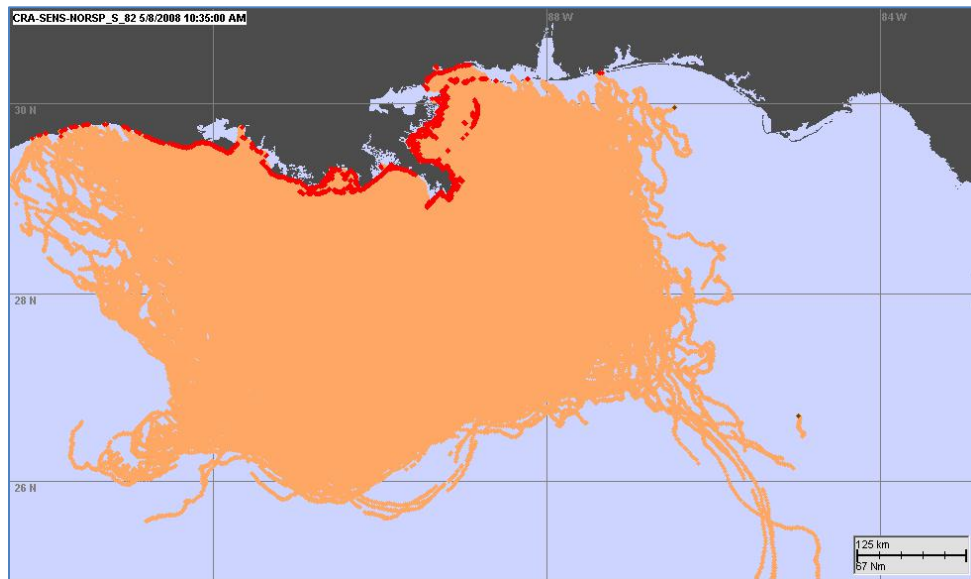 CRA-SENS-NORSP_S_82 5/8/2008 10:35:00 AM
88 W
84 W
30 N
28 N
26 N
125 km
67 Nm